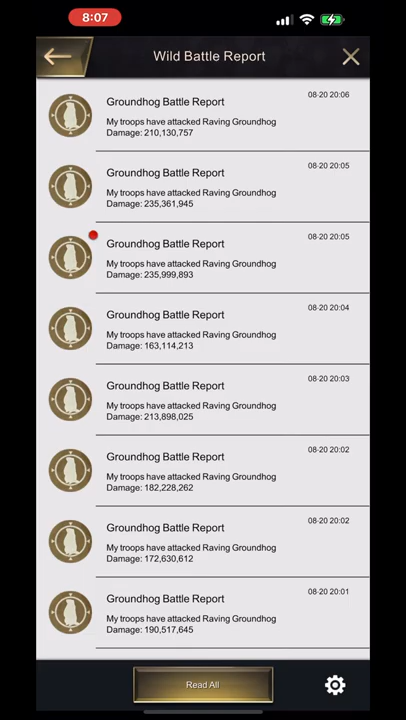 8:07
Wild Battle Report
Groundhog Battle Report
08-20 20:06
My troops have attacked Raving Groundhog
Damage: 210,130,757
Groundhog Battle Report
08-20 20:05
My troops have attacked Raving Groundhog
Damage: 235,361,945
Groundhog Battle Report
08-20 20:05
My troops have attacked Raving Groundhog
Damage: 235,999,893
Groundhog Battle Report
08-20 20:04
My troops have attacked Raving Groundhog
Damage: 163,114,213
Groundhog Battle Report
08-20 20:03
My troops have attacked Raving Groundhog
Damage: 213,898,025
Groundhog Battle Report
08-20 20:02
My troops have attacked Raving Groundhog
Damage: 182,228,262
Groundhog Battle Report
08-20 20:02
My troops have attacked Raving Groundhog
Damage: 172,630,612
Groundhog Battle Report
08-20 20:01
My troops have attacked Raving Groundhog
Damage: 190,517,645
Read All